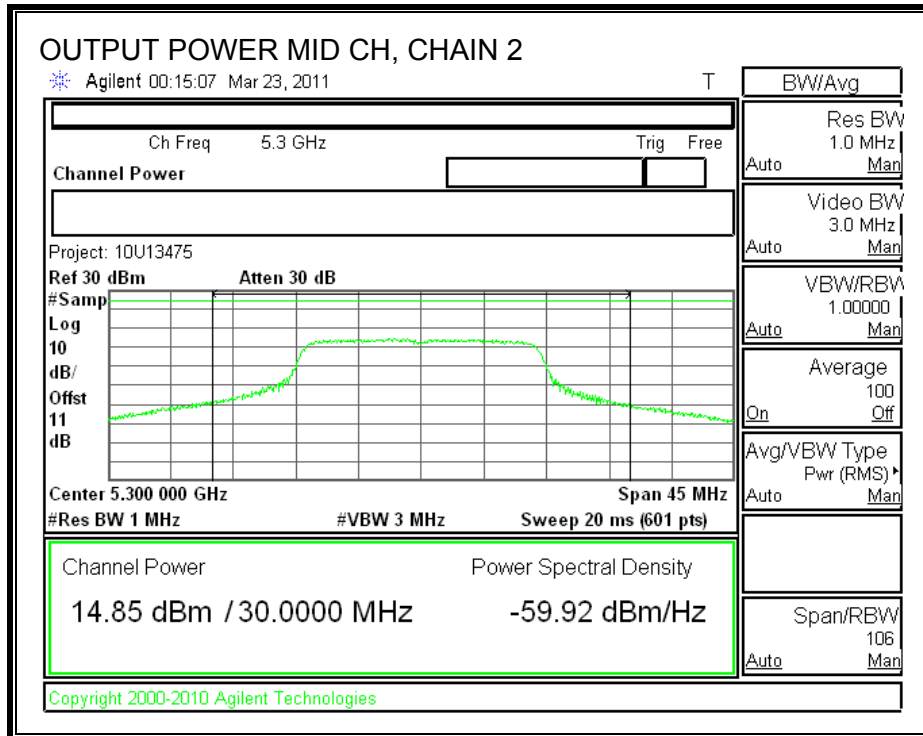 OUTPUT POWER MID CH, CHAIN 2
Agilent 00:15:07 Mar 23, 2011 T
Ch Freq 5.3 GHz Trig Free
Channel Power
Project: 10U13475
Ref 30 dBm Atten 30 dB
#Samp
Log
10
dB/
Offst
11
dB
Center 5.300 000 GHz Span 45 MHz
#Res BW 1 MHz #VBW 3 MHz Sweep 20 ms (601 pts)
Channel Power Power Spectral Density
14.85 dBm / 30.0000 MHz -59.92 dBm/Hz
Copyright 2000-2010 Agilent Technologies
BW/Avg
Res BW
1.0 MHz
Auto Man
Video BW
3.0 MHz
Auto Man
VBW/RBW
1.00000
Auto Man
Average
100
On Off
Avg/VBW Type
Pwr (RMS)
Auto Man
Span/RBW
106
Auto Man